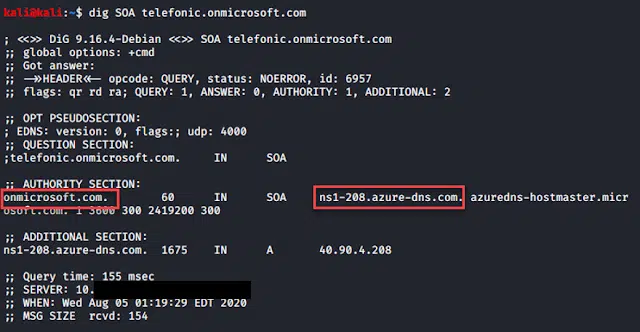 kali@kali:~$ dig SOA telefonic.onmicrosoft.com
; <<>> DiG 9.16.4-Debian <<>> SOA telefonic.onmicrosoft.com
;; global options: +cmd
;; Got answer:
;; ->>HEADER<<- opcode: QUERY, status: NOERROR, id: 6957
;; flags: qr rd ra; QUERY: 1, ANSWER: 0, AUTHORITY: 1, ADDITIONAL: 2
;; OPT PSEUDOSECTION:
; EDNS: version: 0, flags:; udp: 4000
;; QUESTION SECTION:
;telefonic.onmicrosoft.com. IN SOA
;; AUTHORITY SECTION:
onmicrosoft.com. 60 IN SOA ns1-208.azure-dns.com. azuredns-hostmaster.micr
osoft.com. 1 3600 300 2419200 300
;; ADDITIONAL SECTION:
ns1-208.azure-dns.com. 1675 IN A 40.90.4.208
;; Query time: 155 msec
;; SERVER: 10.
;; WHEN: Wed Aug 05 01:19:29 EDT 2020
;; MSG SIZE rcvd: 154